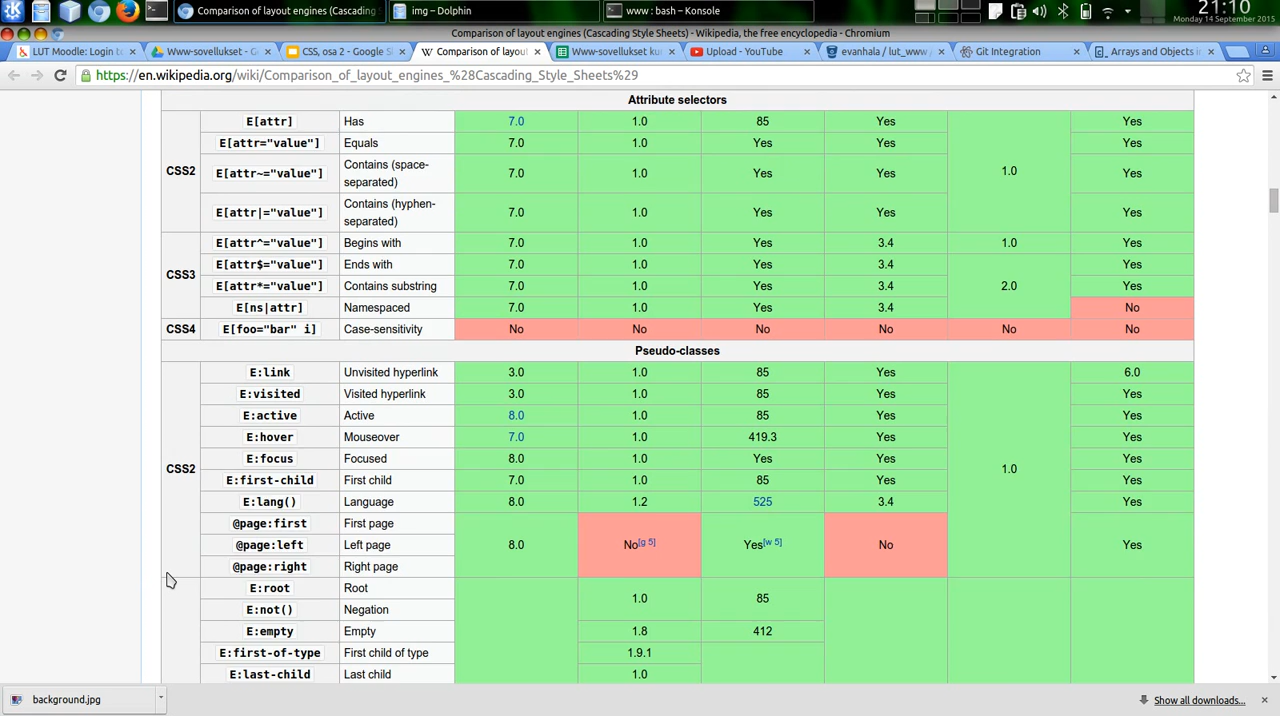 Comparison of layout engines (Cascading
img – Dolphin
www : bash – Konsole
21:10
Monday 14 September 2015
Comparison of layout engines (Cascading Style Sheets) - Wikipedia, the free encyclopedia - Chromium
LUT Moodle: Login t
Www-sovellukset - G
CSS, osa 2 - Google S
Comparison of layou
Www-sovellukset ku
Upload - YouTube
evanhala / lut_www
Git Integration
Arrays and Objects i
https://en.wikipedia.org/wiki/Comparison_of_layout_engines_%28Cascading_Style_Sheets%29
Attribute selectors
CSS2
E[attr] Has 7.0 1.0 85 Yes Yes
E[attr="value"] Equals 7.0 1.0 Yes Yes Yes
E[attr~="value"] Contains (space-separated) 7.0 1.0 Yes Yes 1.0 Yes
E[attr|="value"] Contains (hyphen-separated) 7.0 1.0 Yes Yes Yes
CSS3
E[attr^="value"] Begins with 7.0 1.0 Yes 3.4 1.0 Yes
E[attr$="value"] Ends with 7.0 1.0 Yes 3.4 Yes
E[attr*="value"] Contains substring 7.0 1.0 Yes 3.4 2.0 Yes
E[ns|attr] Namespaced 7.0 1.0 Yes 3.4 No
CSS4 E[foo="bar" i] Case-sensitivity No No No No No No
Pseudo-classes
CSS2
E:link Unvisited hyperlink 3.0 1.0 85 Yes 6.0
E:visited Visited hyperlink 3.0 1.0 85 Yes Yes
E:active Active 8.0 1.0 85 Yes Yes
E:hover Mouseover 7.0 1.0 419.3 Yes Yes
E:focus Focused 8.0 1.0 Yes Yes 1.0 Yes
E:first-child First child 7.0 1.0 85 Yes Yes
E:lang() Language 8.0 1.2 525 3.4 Yes
@page:first First page
@page:left Left page 8.0 No[g 5] Yes[w 5] No Yes
@page:right Right page
E:root Root 1.0 85
E:not() Negation
E:empty Empty 1.8 412
E:first-of-type First child of type 1.9.1
E:last-child Last child 1.0
background.jpg
Show all downloads...